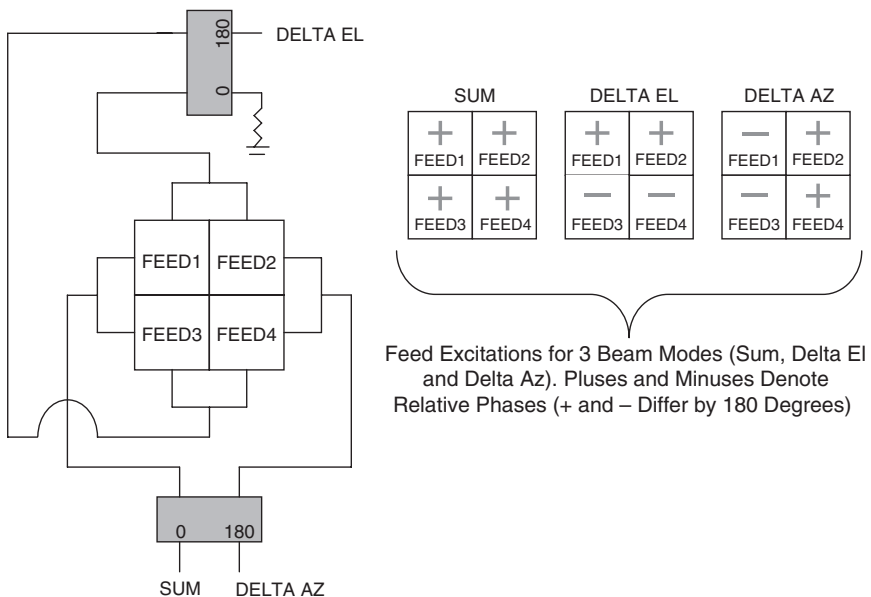 180
DELTA EL
0
FEED1 FEED2
FEED3 FEED4
0 180
SUM DELTA AZ
SUM DELTA EL DELTA AZ
+ + + + − +
FEED1 FEED2 FEED1 FEED2 FEED1 FEED2
+ + − − − +
FEED3 FEED4 FEED3 FEED4 FEED3 FEED4
Feed Excitations for 3 Beam Modes (Sum, Delta El
and Delta Az). Pluses and Minuses Denote
Relative Phases (+ and – Differ by 180 Degrees)